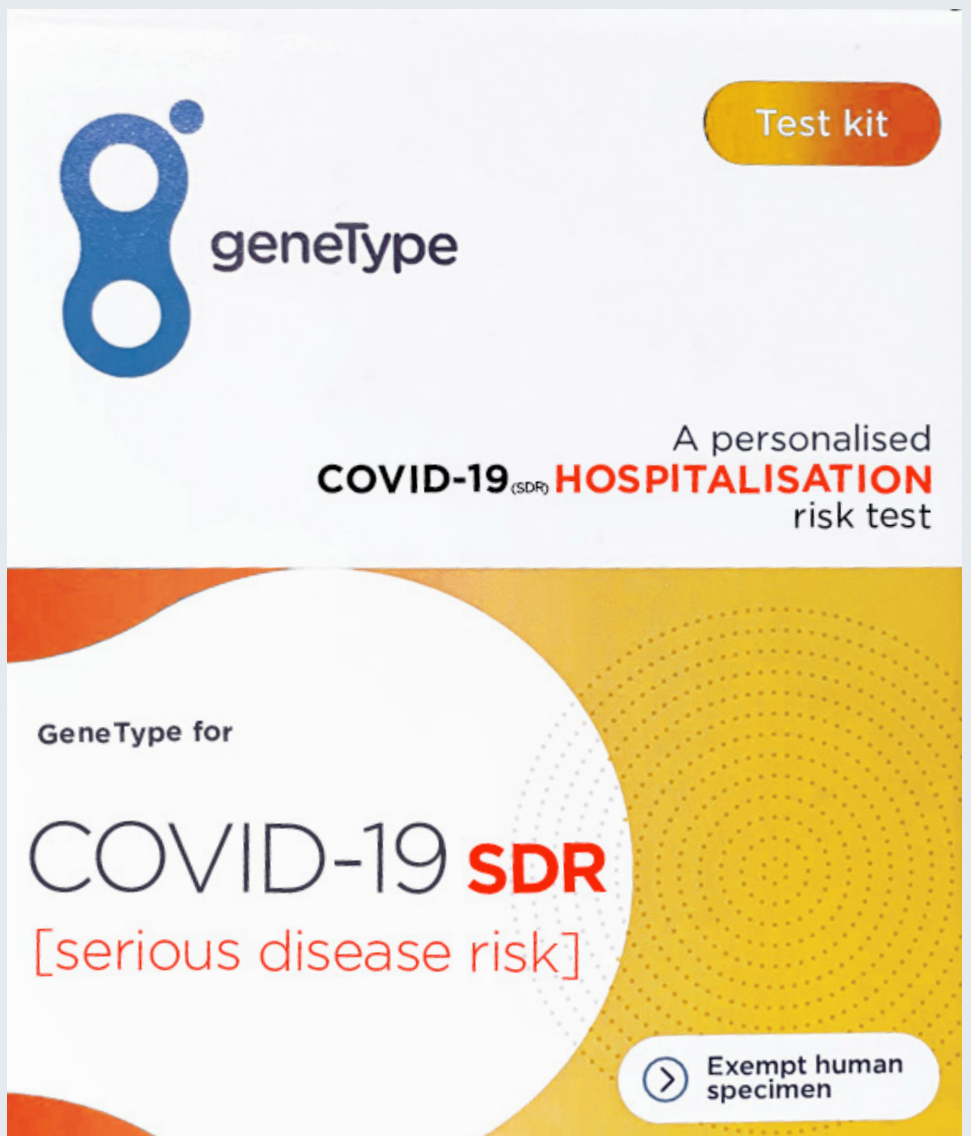 Test kit
geneType
A personalised
COVID-19 (SDR) HOSPITALISATION
risk test
GeneType for
COVID-19 SDR
[serious disease risk]
Exempt human
specimen